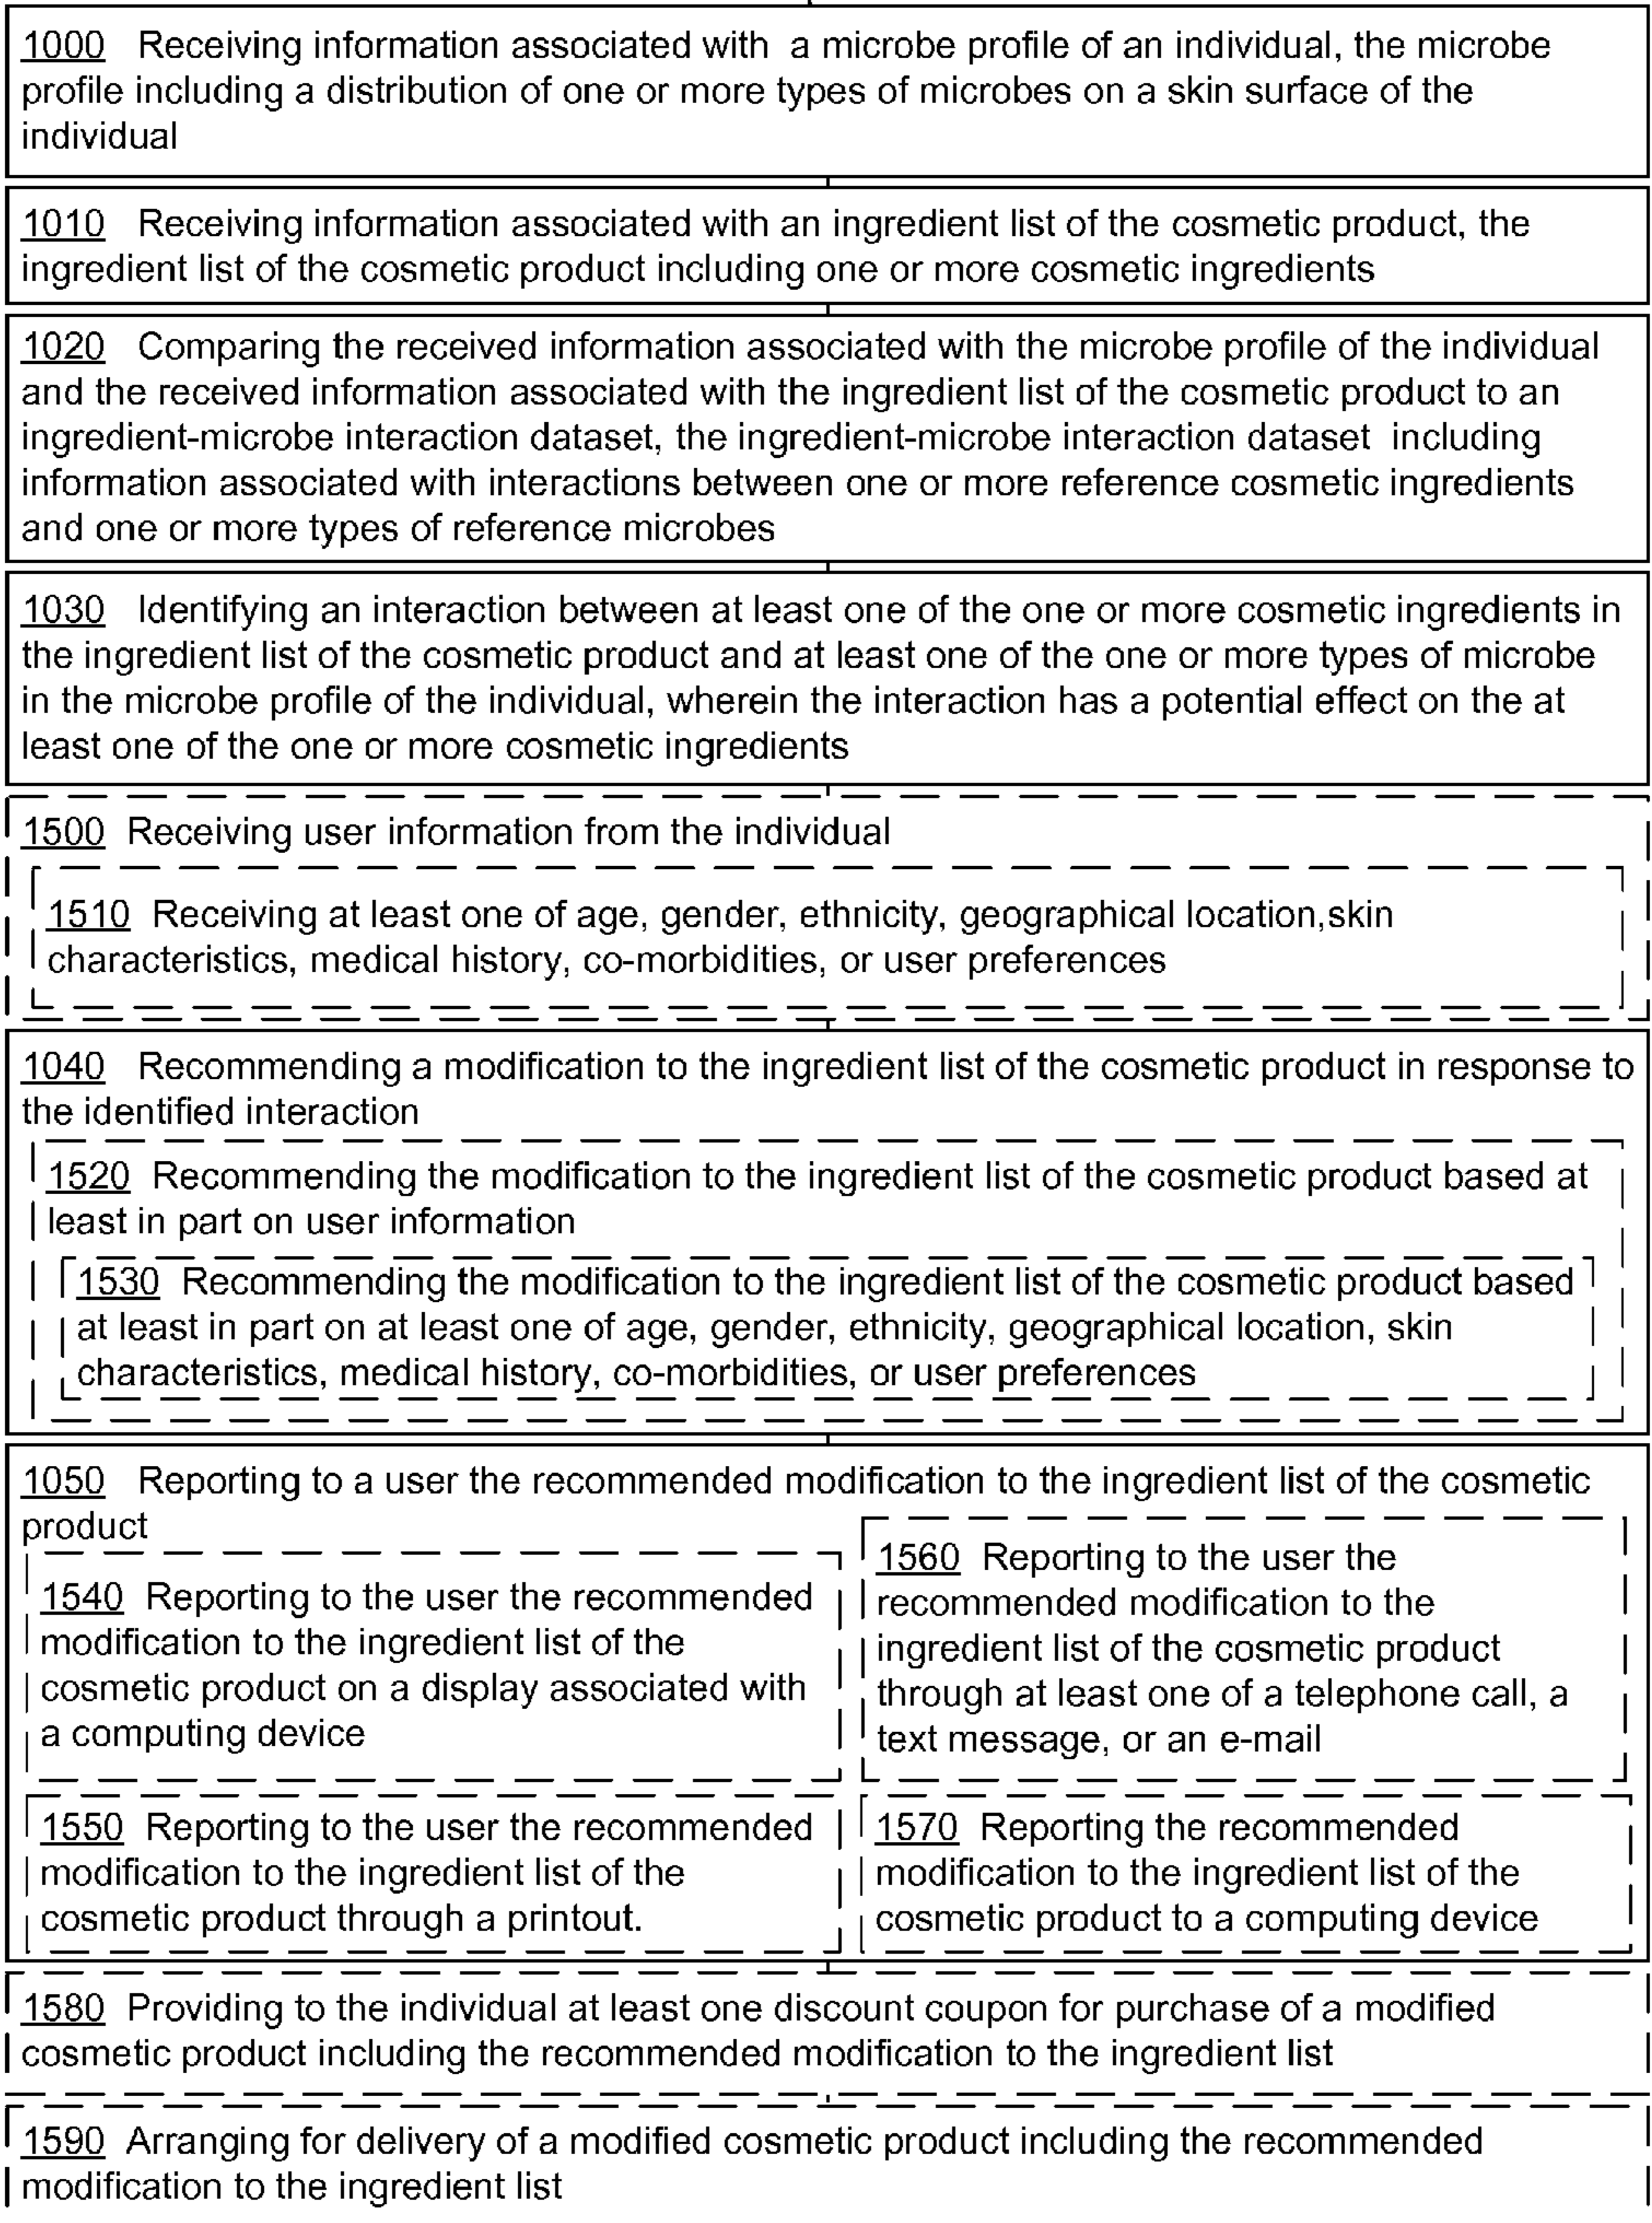 1000 Receiving information associated with a microbe profile of an individual, the microbe
profile including a distribution of one or more types of microbes on a skin surface of the
individual
1010 Receiving information associated with an ingredient list of the cosmetic product, the
ingredient list of the cosmetic product including one or more cosmetic ingredients
1020 Comparing the received information associated with the microbe profile of the individual
and the received information associated with the ingredient list of the cosmetic product to an
ingredient-microbe interaction dataset, the ingredient-microbe interaction dataset including
information associated with interactions between one or more reference cosmetic ingredients
and one or more types of reference microbes
1030 Identifying an interaction between at least one of the one or more cosmetic ingredients in
the ingredient list of the cosmetic product and at least one of the one or more types of microbe
in the microbe profile of the individual, wherein the interaction has a potential effect on the at
least one of the one or more cosmetic ingredients
1500 Receiving user information from the individual
1510 Receiving at least one of age, gender, ethnicity, geographical location,skin
characteristics, medical history, co-morbidities, or user preferences
1040 Recommending a modification to the ingredient list of the cosmetic product in response to
the identified interaction
1520 Recommending the modification to the ingredient list of the cosmetic product based at
least in part on user information
1530 Recommending the modification to the ingredient list of the cosmetic product based
at least in part on at least one of age, gender, ethnicity, geographical location, skin
characteristics, medical history, co-morbidities, or user preferences
1050 Reporting to a user the recommended modification to the ingredient list of the cosmetic
product
1540 Reporting to the user the recommended
modification to the ingredient list of the
cosmetic product on a display associated with
a computing device
1560 Reporting to the user the
recommended modification to the
ingredient list of the cosmetic product
through at least one of a telephone call, a
text message, or an e-mail
1550 Reporting to the user the recommended
modification to the ingredient list of the
cosmetic product through a printout.
1570 Reporting the recommended
modification to the ingredient list of the
cosmetic product to a computing device
1580 Providing to the individual at least one discount coupon for purchase of a modified
cosmetic product including the recommended modification to the ingredient list
1590 Arranging for delivery of a modified cosmetic product including the recommended
modification to the ingredient list